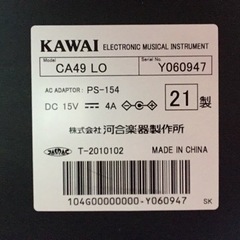 KAWAI ELECTRONIC MUSICAL INSTRUMENT
Model CA49 LO
Serial No. Y060947
AC ADAPTOR: PS-154
DC 15V 4A
21 製
株式会社 河合楽器製作所
JASPAC T-2010102
MADE IN CHINA
104G00000000-Y060947
SK